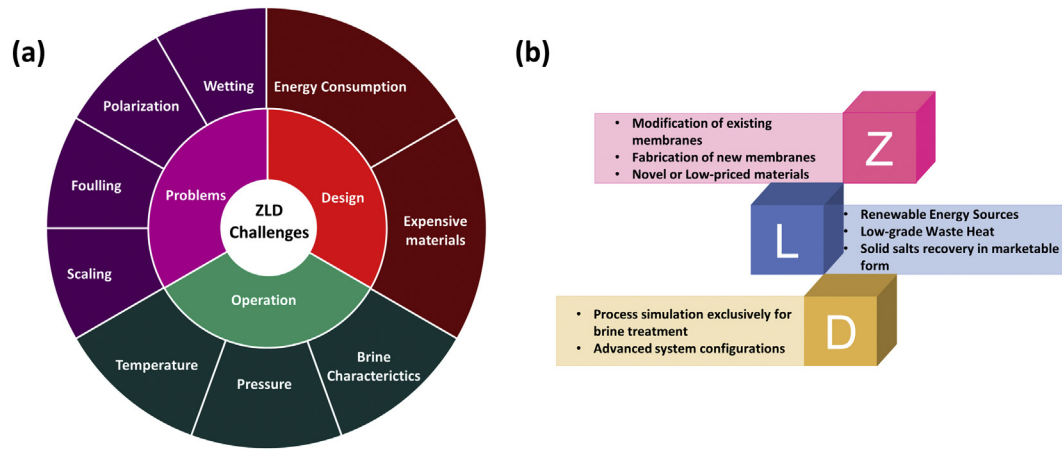 (a)
Wetting
Energy Consumption
Polarization
Foulling
Problems
Design
ZLD
Challenges
Expensive
materials
Scaling
Operation
Temperature
Pressure
Brine
Characterictics
(b)
• Modification of existing
membranes
• Fabrication of new membranes
• Novel or Low-priced materials
Z
L
• Renewable Energy Sources
• Low-grade Waste Heat
• Solid salts recovery in marketable
form
• Process simulation exclusively for
brine treatment
• Advanced system configurations
D